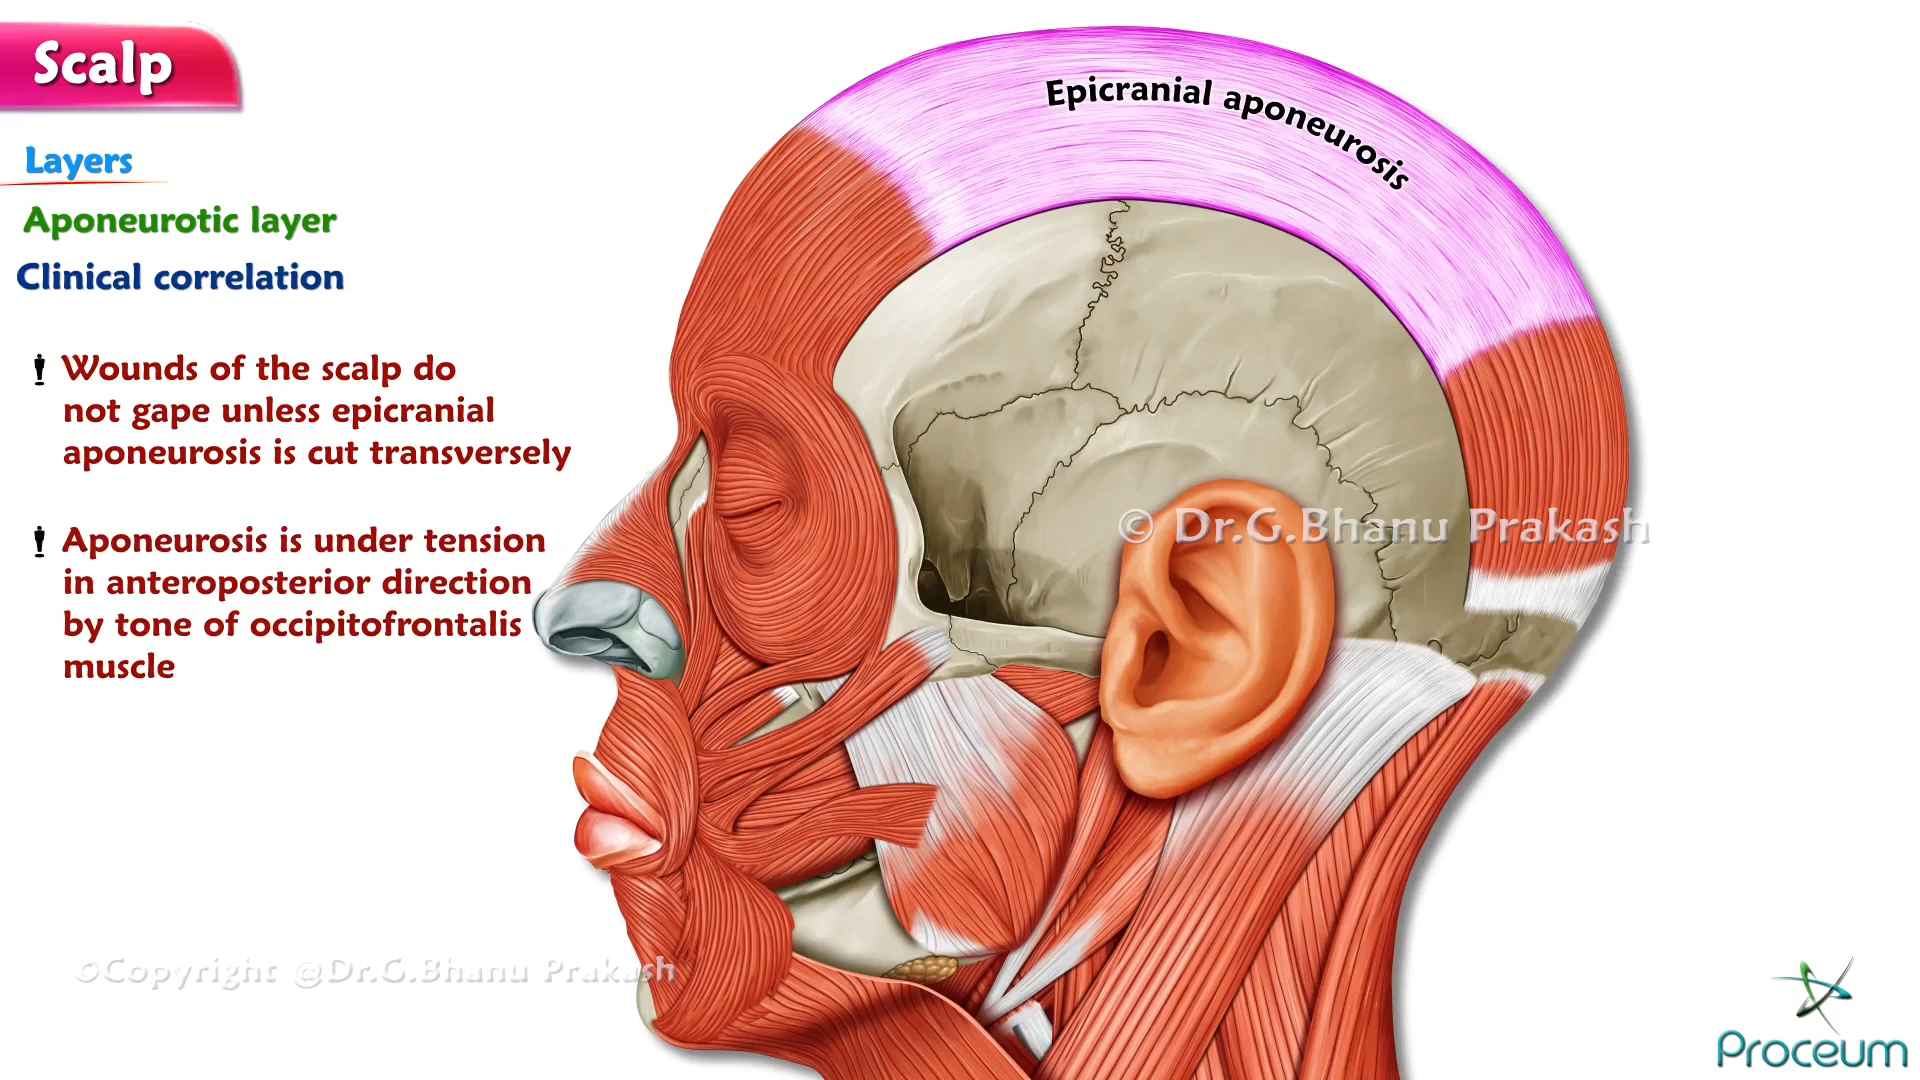 Scalp
Layers
Aponeurotic layer
Clinical correlation
Wounds of the scalp do
not gape unless epicranial
aponeurosis is cut transversely
Aponeurosis is under tension
in anteroposterior direction
by tone of occipitofrontalis
muscle
Epicranial aponeurosis
© Dr.G.Bhanu Prakash
©Copyright @Dr.G.Bhanu Prakash
Proceum